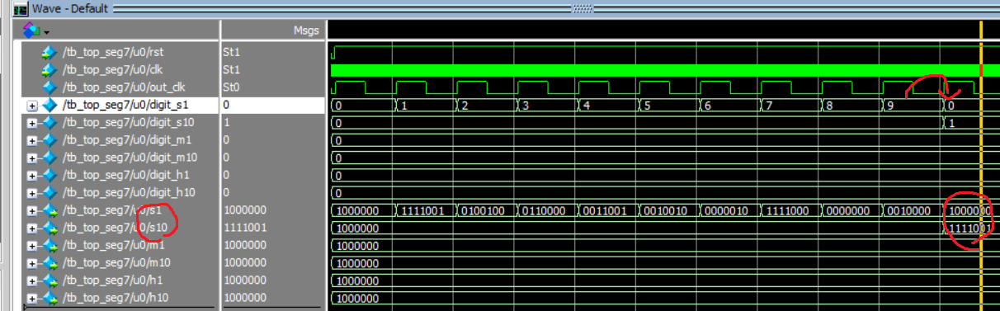 Wave - Default
Msgs
/tb_top_seg7/u0/rst St1
/tb_top_seg7/u0/clk St1
/tb_top_seg7/u0/out_clk St0
/tb_top_seg7/u0/digit_s1 0 0 1 2 3 4 5 6 7 8 9 0
/tb_top_seg7/u0/digit_s10 1 0 1
/tb_top_seg7/u0/digit_m1 0 0
/tb_top_seg7/u0/digit_m10 0 0
/tb_top_seg7/u0/digit_h1 0 0
/tb_top_seg7/u0/digit_h10 0 0
/tb_top_seg7/u0/s1 1000000 1000000 1111001 0100100 0110000 0011001 0010010 0000010 1111000 0000000 0010000 1000000
/tb_top_seg7/u0/s10 1111001 1000000 1111001
/tb_top_seg7/u0/m1 1000000 1000000
/tb_top_seg7/u0/m10 1000000 1000000
/tb_top_seg7/u0/h1 1000000 1000000
/tb_top_seg7/u0/h10 1000000 1000000